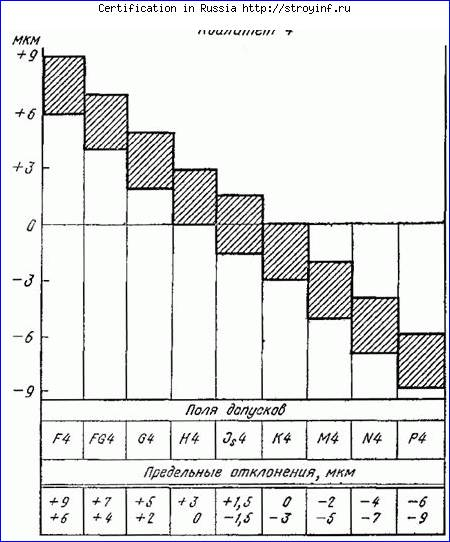 Certification in Russia http://stroyinf.ru
Квалитет 4
мкм
+9
+6
+3
0
−3
−6
−9
Поля допусков
F4 FG4 G4 H4 Js4 K4 M4 N4 P4
Предельные отклонения, мкм
+9 +7 +5 +3 +1,5 0 −2 −4 −6
+6 +4 +2 0 −1,5 −3 −5 −7 −9